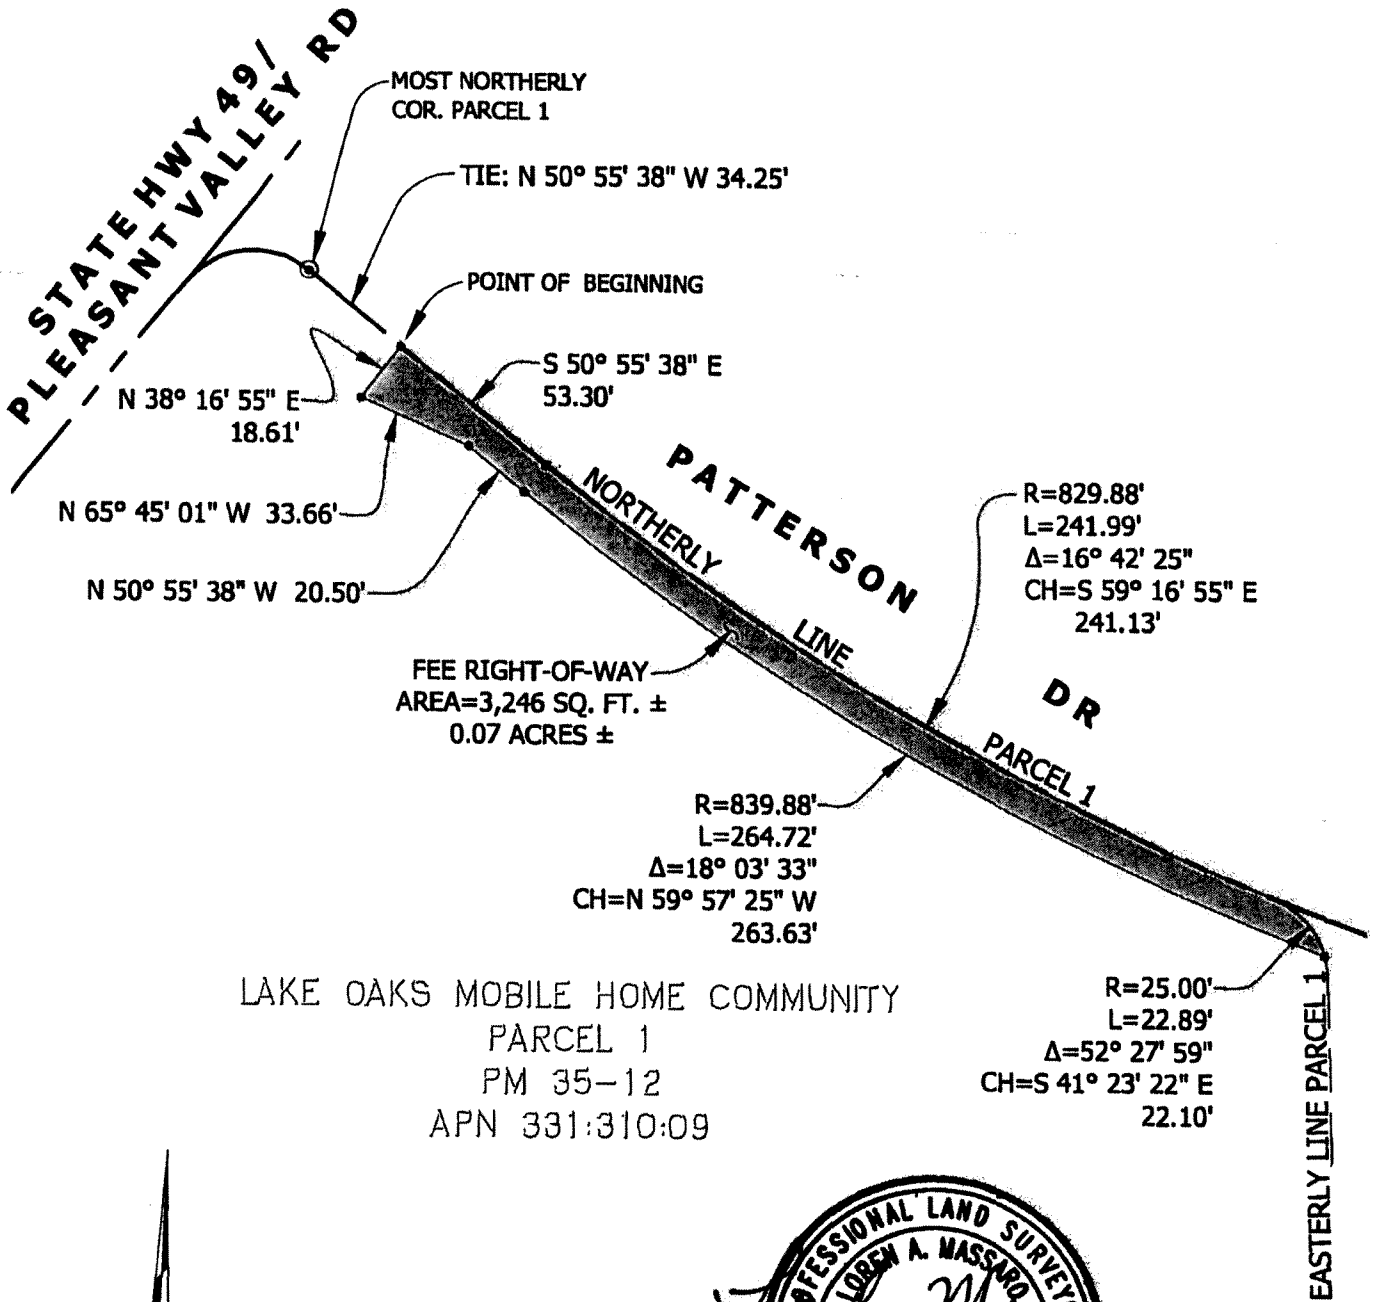 STATE HWY 49/
PLEASANT VALLEY RD
MOST NORTHERLY
COR. PARCEL 1
TIE: N 50° 55' 38" W 34.25'
POINT OF BEGINNING
S 50° 55' 38" E
53.30'
N 38° 16' 55" E
18.61'
N 65° 45' 01" W 33.66'
N 50° 55' 38" W 20.50'
PATTERSON DR
NORTHERLY LINE PARCEL 1
R=829.88'
L=241.99'
Δ=16° 42' 25"
CH=S 59° 16' 55" E
241.13'
FEE RIGHT-OF-WAY
AREA=3,246 SQ. FT. ±
0.07 ACRES ±
R=839.88'
L=264.72'
Δ=18° 03' 33"
CH=N 59° 57' 25" W
263.63'
R=25.00'
L=22.89'
Δ=52° 27' 59"
CH=S 41° 23' 22" E
22.10'
EASTERLY LINE PARCEL 1
LAKE OAKS MOBILE HOME COMMUNITY
PARCEL 1
PM 35-12
APN 331:310:09
LAND
LOREN A. MASSARO